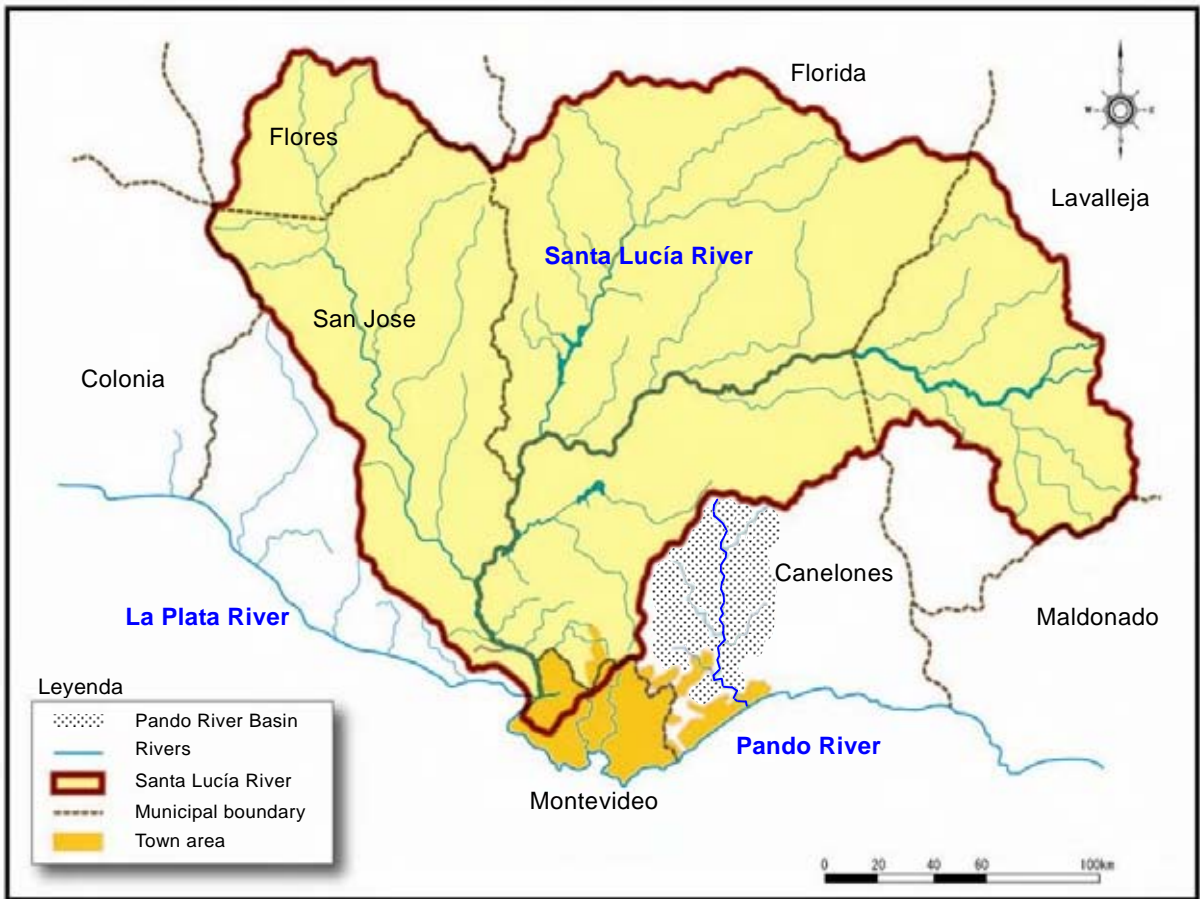 Florida
Flores
Lavalleja
Santa Lucía River
San Jose
Colonia
Canelones
La Plata River
Maldonado
Pando River
Montevideo
Leyenda
Pando River Basin
Rivers
Santa Lucía River
Municipal boundary
Town area
0 20 40 60 100km